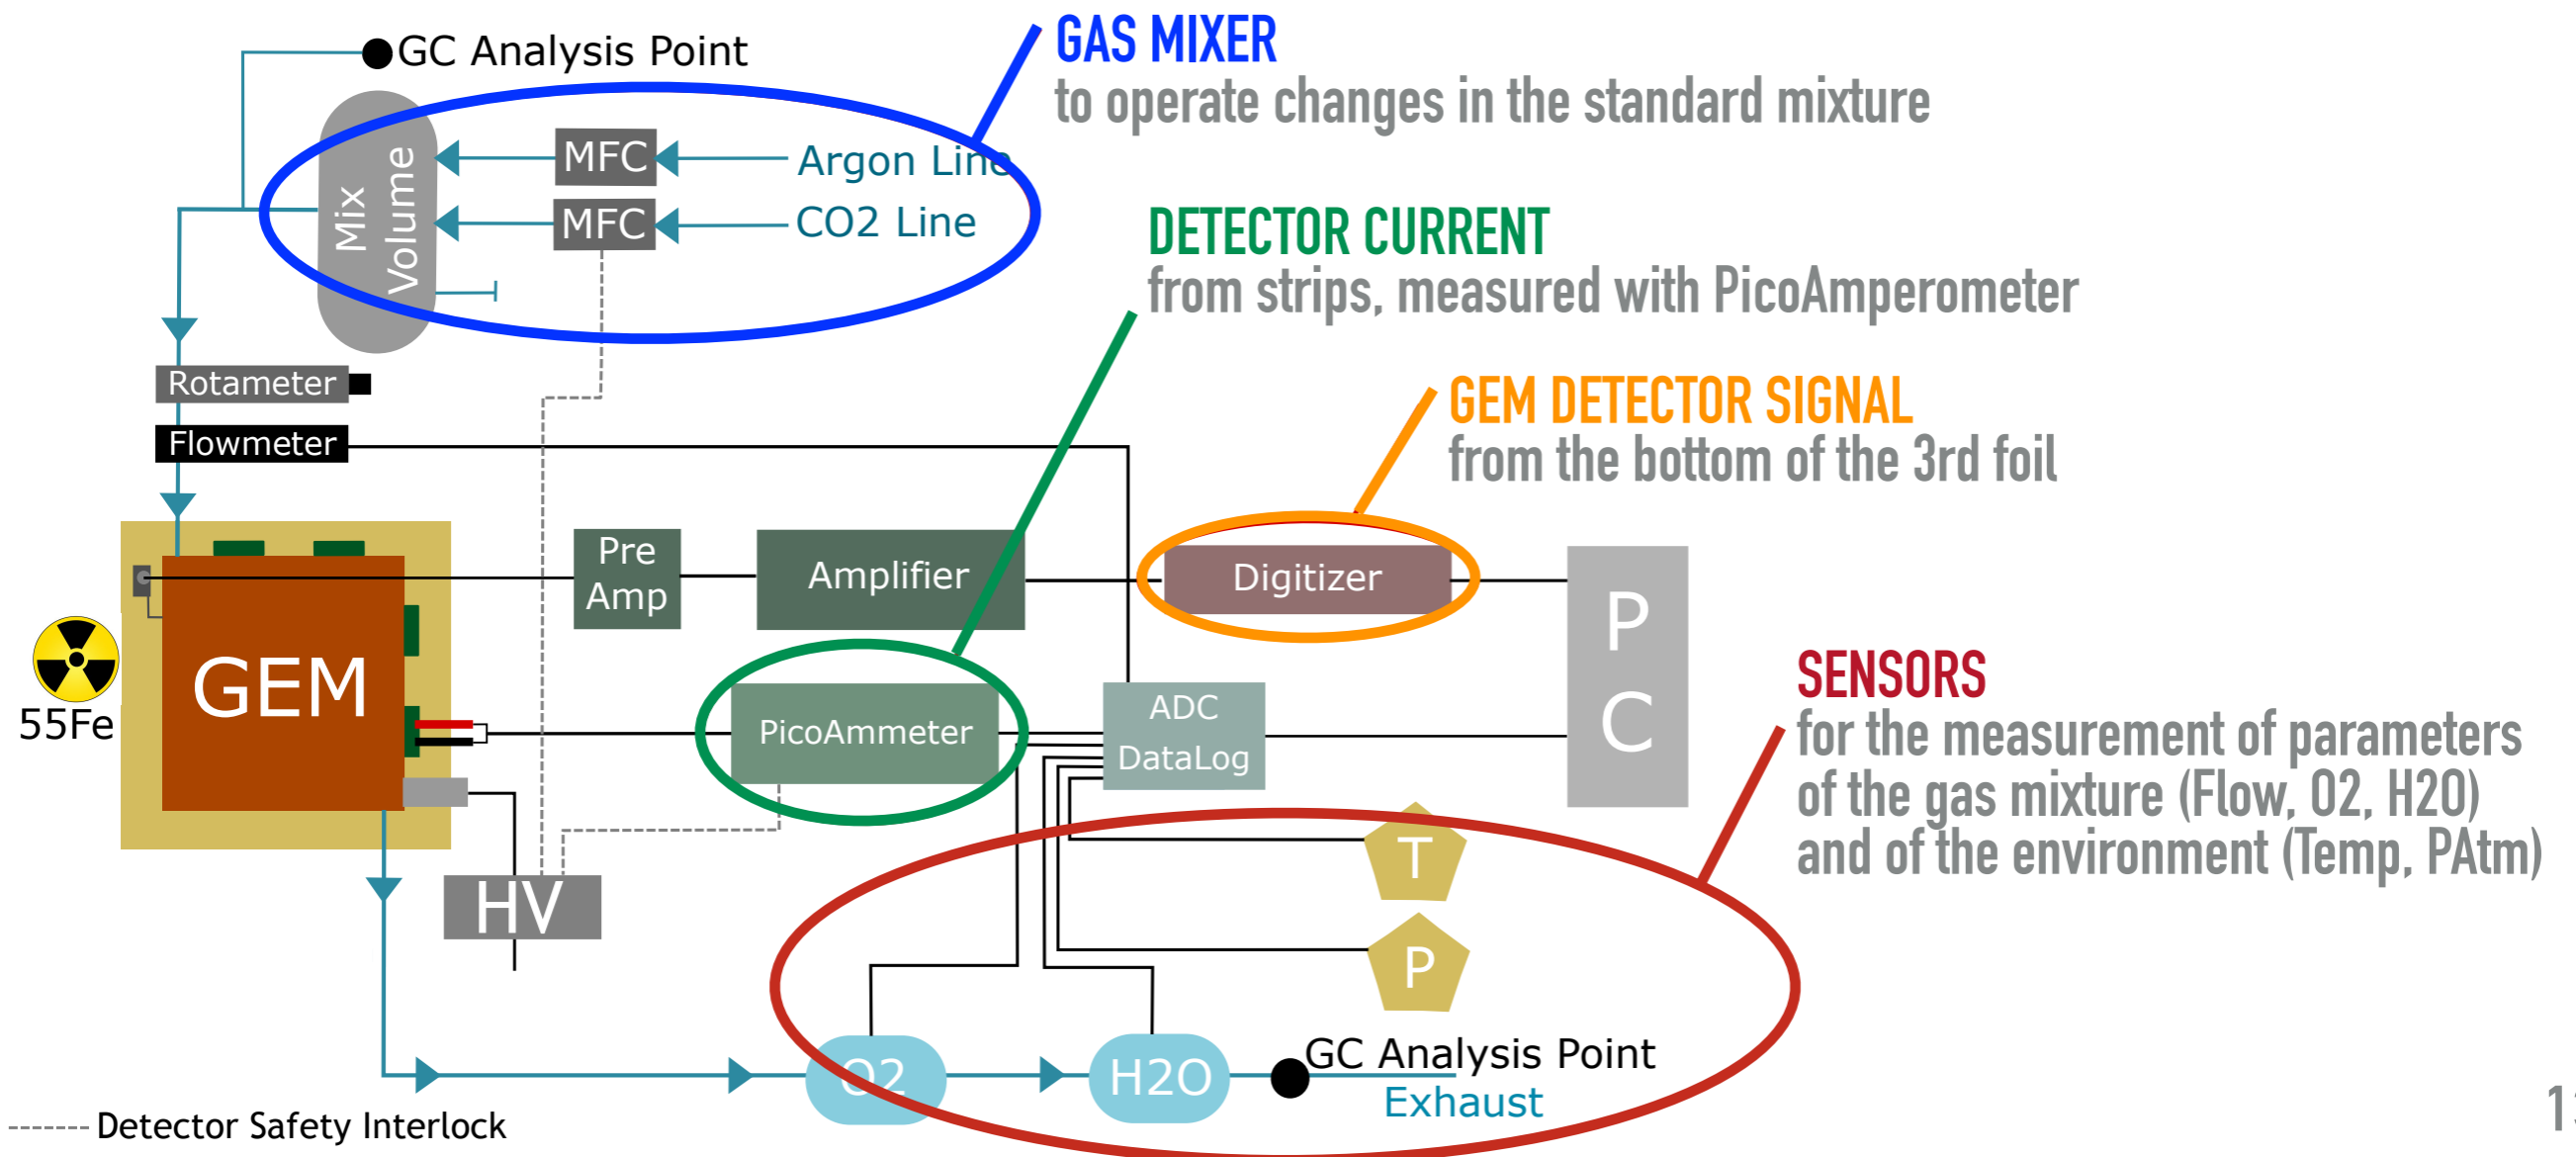 GC Analysis Point
GAS MIXER
to operate changes in the standard mixture
Mix
Volume
MFC
Argon Line
MFC
CO2 Line
DETECTOR CURRENT
from strips, measured with PicoAmperometer
Rotameter
Flowmeter
GEM DETECTOR SIGNAL
from the bottom of the 3rd foil
Pre
Amp
Amplifier
Digitizer
P
C
GEM
55Fe
PicoAmmeter
ADC
DataLog
SENSORS
for the measurement of parameters
of the gas mixture (Flow, O2, H2O)
and of the environment (Temp, PAtm)
T
HV
P
O2
H2O
GC Analysis Point
Exhaust
Detector Safety Interlock